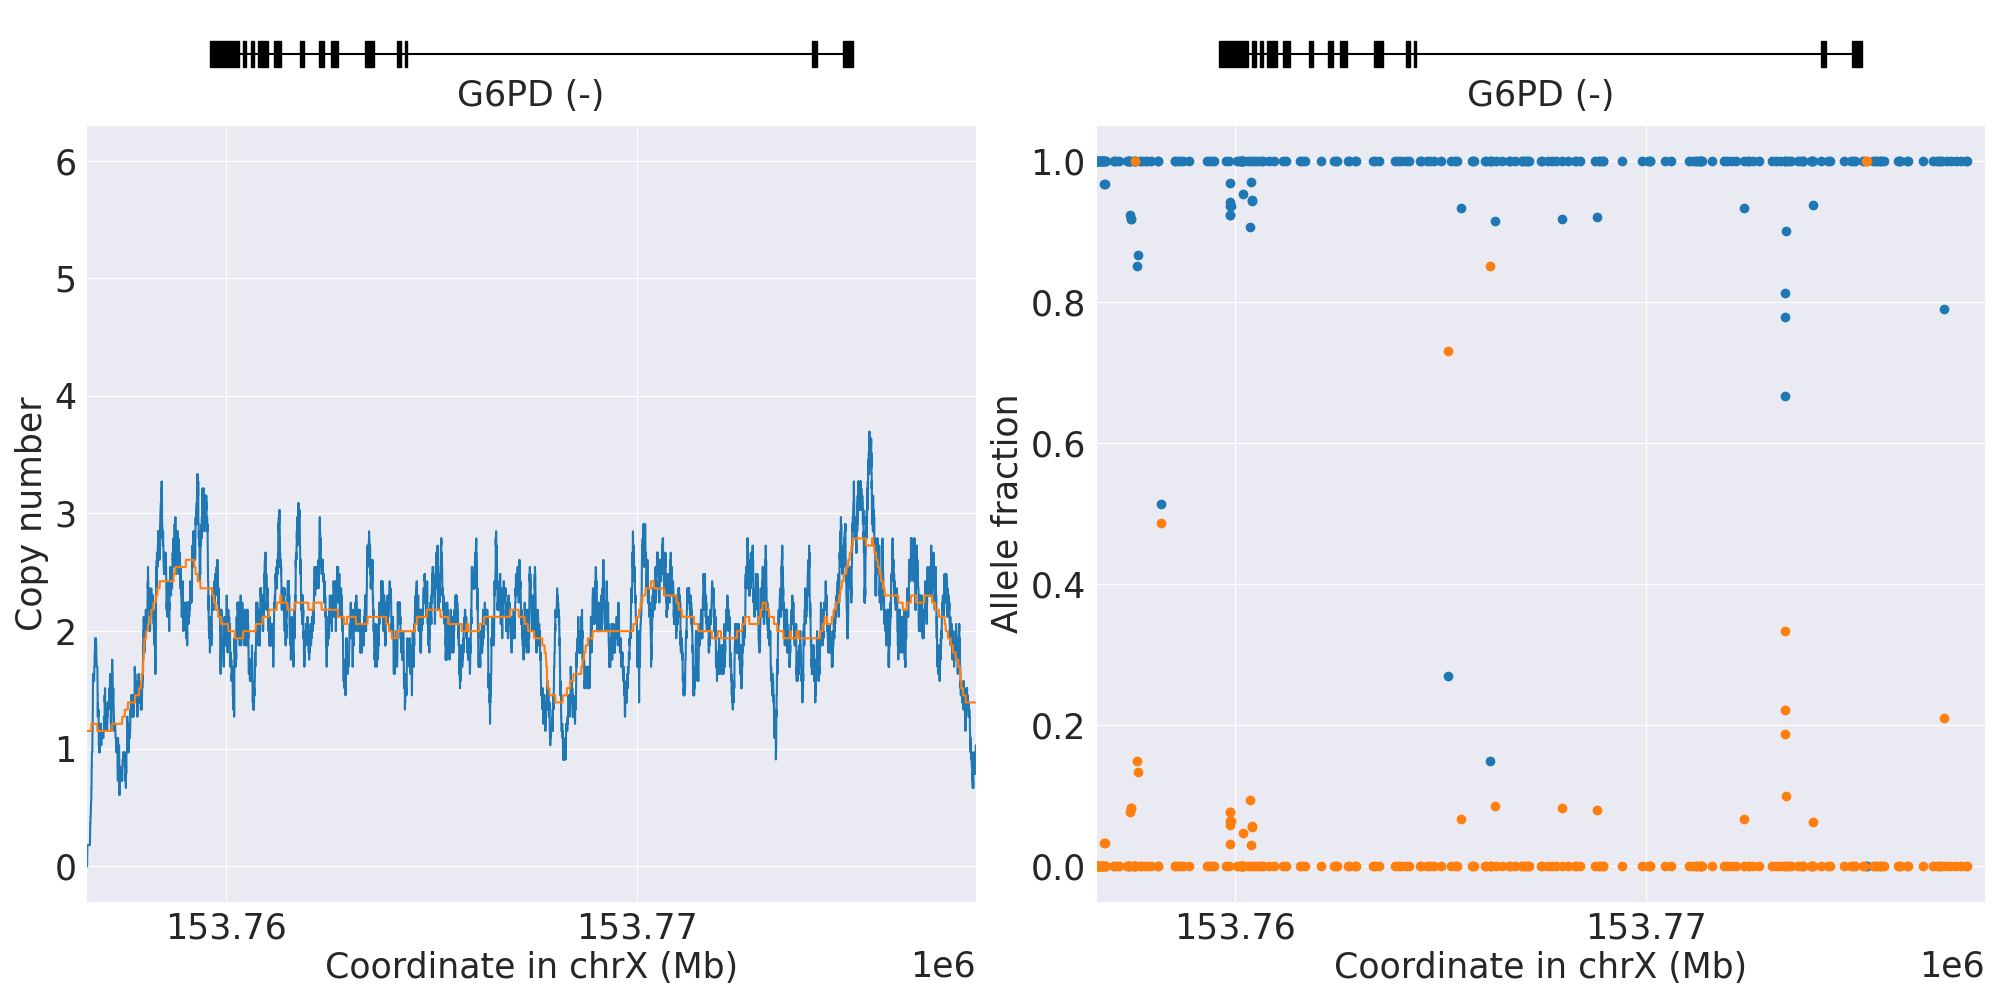 G6PD (-)
6
5
4
3
2
1
0
Copy number
153.76
153.77
Coordinate in chrX (Mb)
1e6
G6PD (-)
1.0
0.8
0.6
0.4
0.2
0.0
Allele fraction
153.76
153.77
Coordinate in chrX (Mb)
1e6